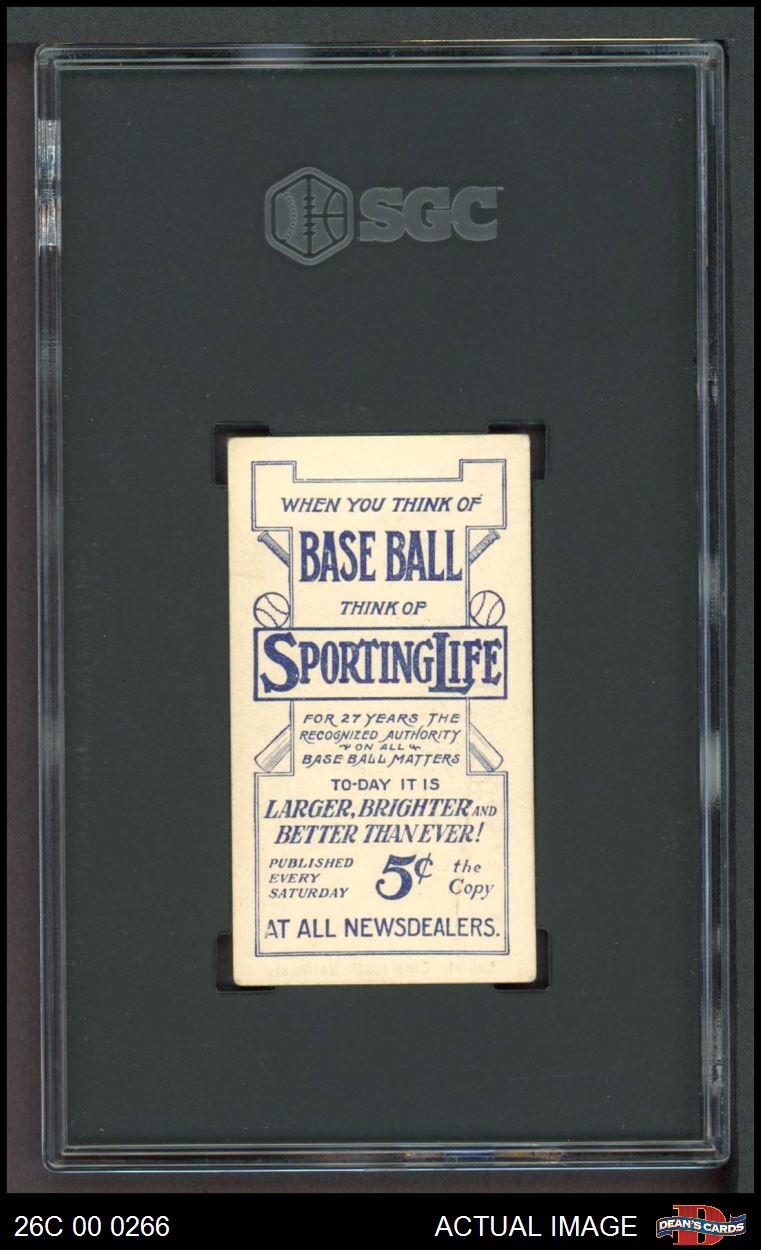 SGC
WHEN YOU THINK OF
BASE BALL
THINK OF
SPORTING LIFE
FOR 27 YEARS THE
RECOGNIZED AUTHORITY
ON ALL
BASE BALL MATTERS
TO-DAY IT IS
LARGER, BRIGHTER AND
BETTER THAN EVER!
PUBLISHED
EVERY
SATURDAY
5¢
the
Copy
AT ALL NEWSDEALERS.
26C 00 0266
ACTUAL IMAGE
DEAN'S CARDS